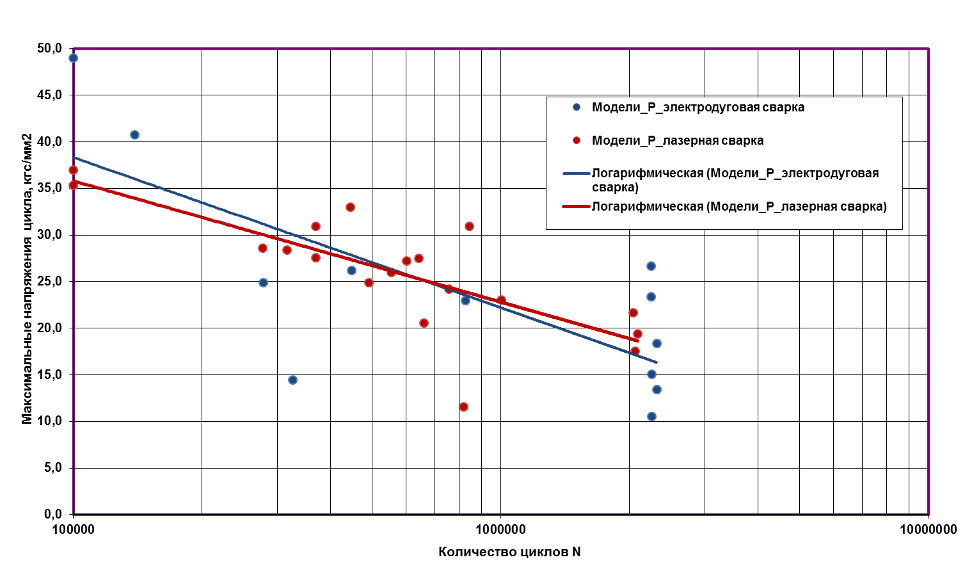 50,0
45,0
40,0
35,0
30,0
25,0
20,0
15,0
10,0
5,0
0,0
100000
1000000
10000000
Максимальные напряжения цикла, ктс/мм2
Количество циклов N
Модели_Р_электродуговая сварка
Модели_Р_лазерная сварка
Логарифмическая (Модели_Р_электродуговая
сварка)
Логарифмическая (Модели_Р_лазерная сварка)